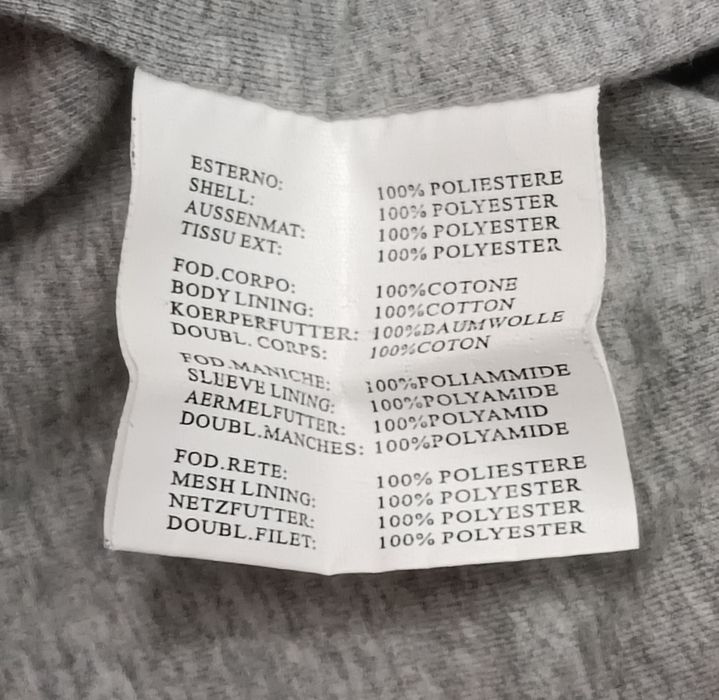 ESTERNO: 100% POLIESTERE
SHELL: 100% POLYESTER
AUSSENMAT: 100% POLYESTER
TISSU EXT: 100% POLYESTER
FOD.CORPO: 100%COTONE
BODY LINING: 100%COTTON
KOERPERFUTTER: 100%BAUMWOLLE
DOUBL. CORPS: 100%COTON
FOD.MANICHE: 100%POLIAMMIDE
SLEEVE LINING: 100%POLYAMIDE
AERMELFUTTER: 100%POLYAMID
DOUBL.MANCHES: 100%POLYAMIDE
FOD.RETE: 100% POLIESTERE
MESH LINING: 100% POLYESTER
NETZFUTTER: 100% POLYESTER
DOUBL.FILET: 100% POLYESTER